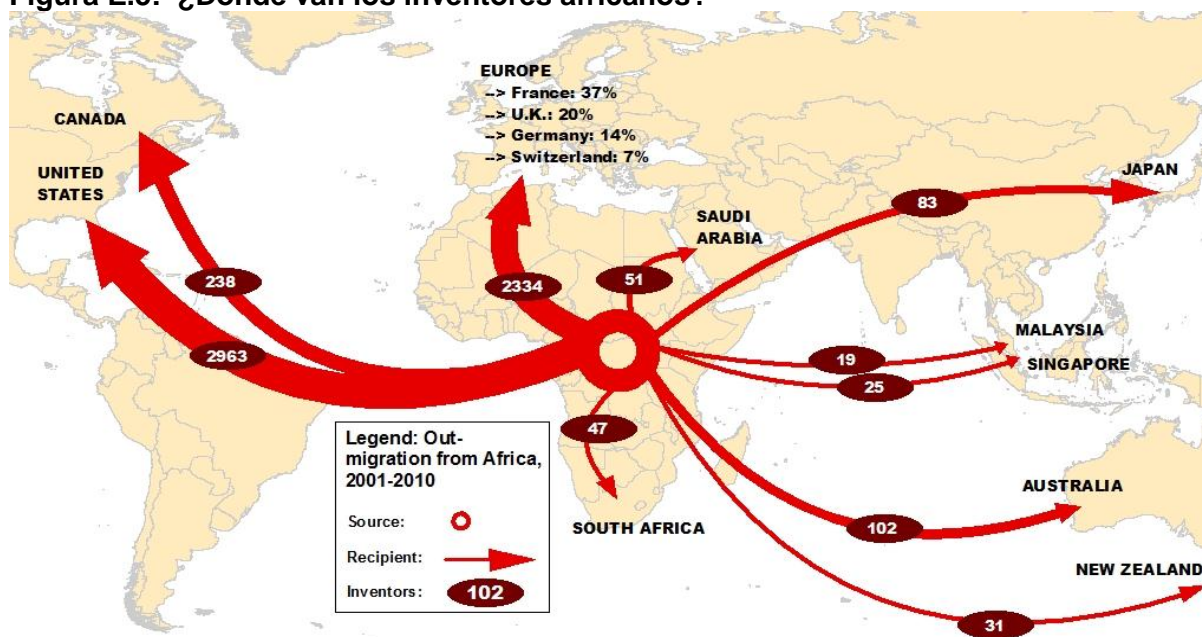 Figura E.3: ¿Dónde van los inventores africanos?
EUROPE
--> France: 37%
--> U.K.: 20%
--> Germany: 14%
--> Switzerland: 7%
CANADA
UNITED
STATES
JAPAN
83
SAUDI
ARABIA
51
238
2334
2963
MALAYSIA
19
SINGAPORE
25
47
Legend: Out-
migration from Africa,
2001-2010
Source:
Recipient:
Inventors:
102
SOUTH AFRICA
AUSTRALIA
102
NEW ZEALAND
31